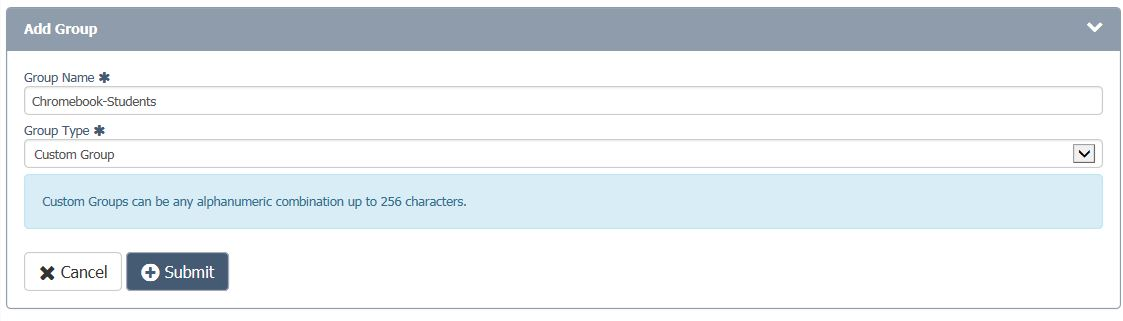 Add Group
Group Name ✱
Chromebook-Students
Group Type ✱
Custom Group
Custom Groups can be any alphanumeric combination up to 256 characters.
Cancel Submit